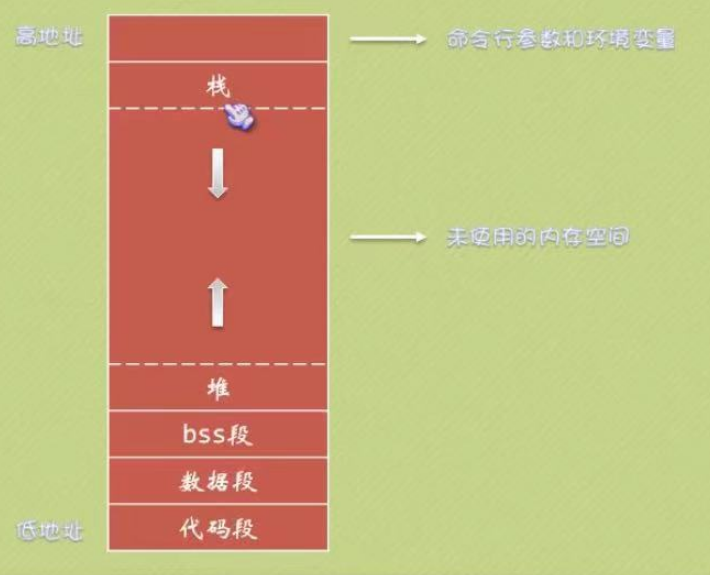 高地址
命令行参数和环境变量
栈
未使用的内存空间
堆
bss段
数据段
代码段
低地址